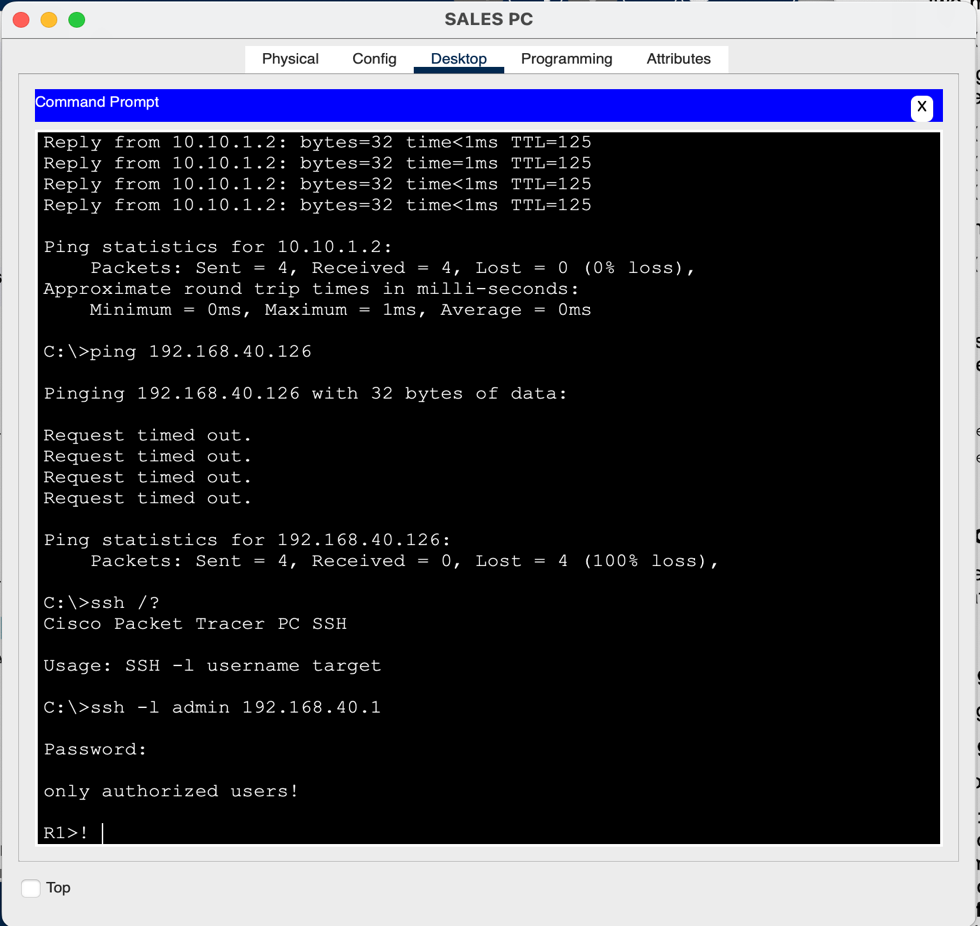 SALES PC
Physical Config Desktop Programming Attributes
Command Prompt
X
Reply from 10.10.1.2: bytes=32 time<1ms TTL=125
Reply from 10.10.1.2: bytes=32 time=1ms TTL=125
Reply from 10.10.1.2: bytes=32 time<1ms TTL=125
Reply from 10.10.1.2: bytes=32 time<1ms TTL=125
Ping statistics for 10.10.1.2:
Packets: Sent = 4, Received = 4, Lost = 0 (0% loss),
Approximate round trip times in milli-seconds:
Minimum = 0ms, Maximum = 1ms, Average = 0ms
C:\>ping 192.168.40.126
Pinging 192.168.40.126 with 32 bytes of data:
Request timed out.
Request timed out.
Request timed out.
Request timed out.
Ping statistics for 192.168.40.126:
Packets: Sent = 4, Received = 0, Lost = 4 (100% loss),
C:\>ssh /?
Cisco Packet Tracer PC SSH
Usage: SSH -l username target
C:\>ssh -l admin 192.168.40.1
Password:
only authorized users!
R1>!
Top